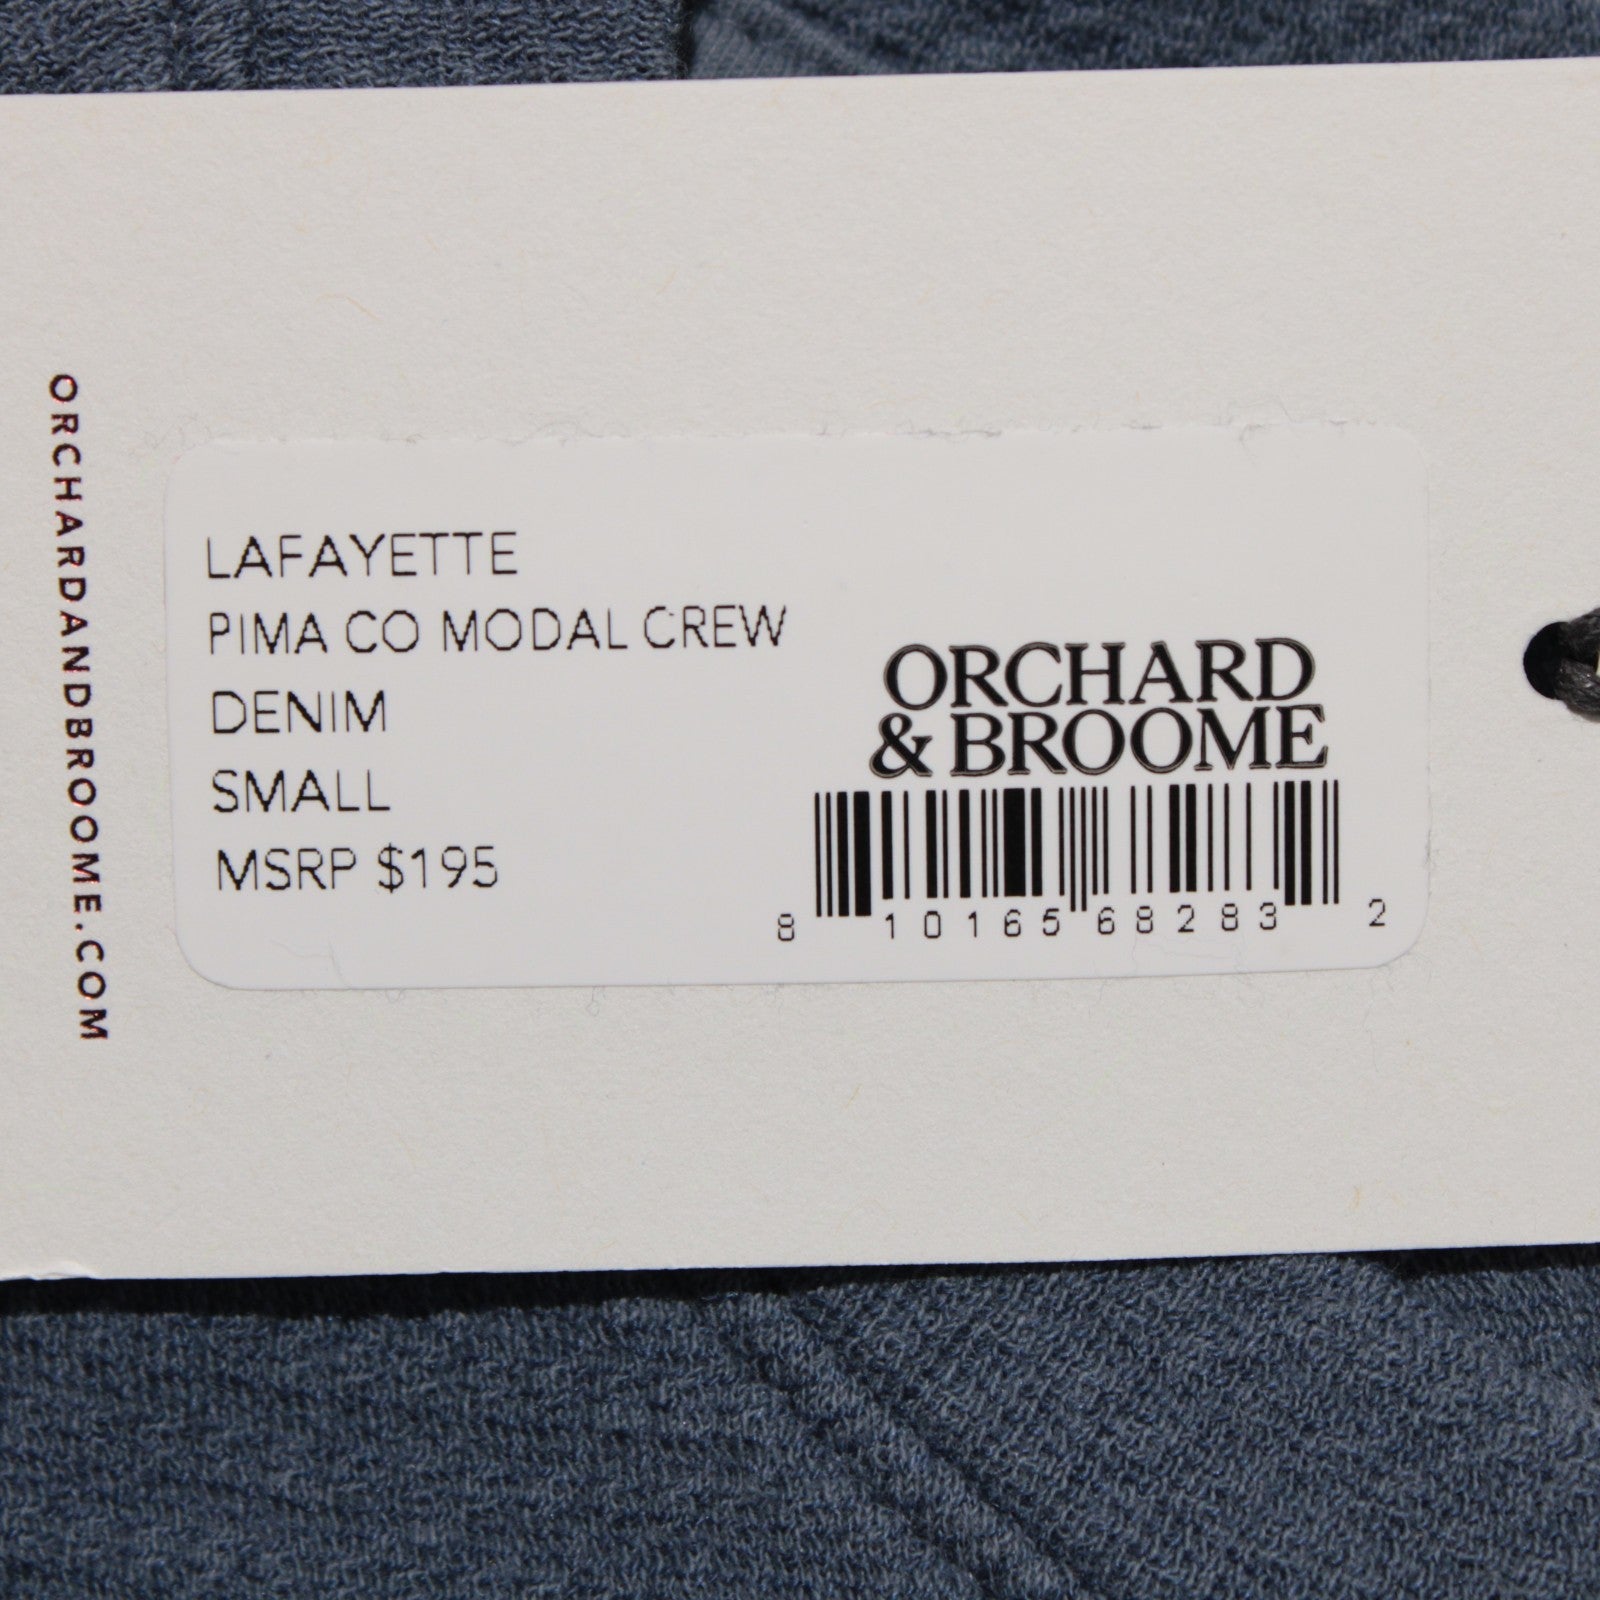 ORCHARDANDBROOME.COM
LAFAYETTE
PIMA CO MODAL CREW
DENIM
SMALL
MSRP $195
ORCHARD
& BROOME
8 10165 68283 2